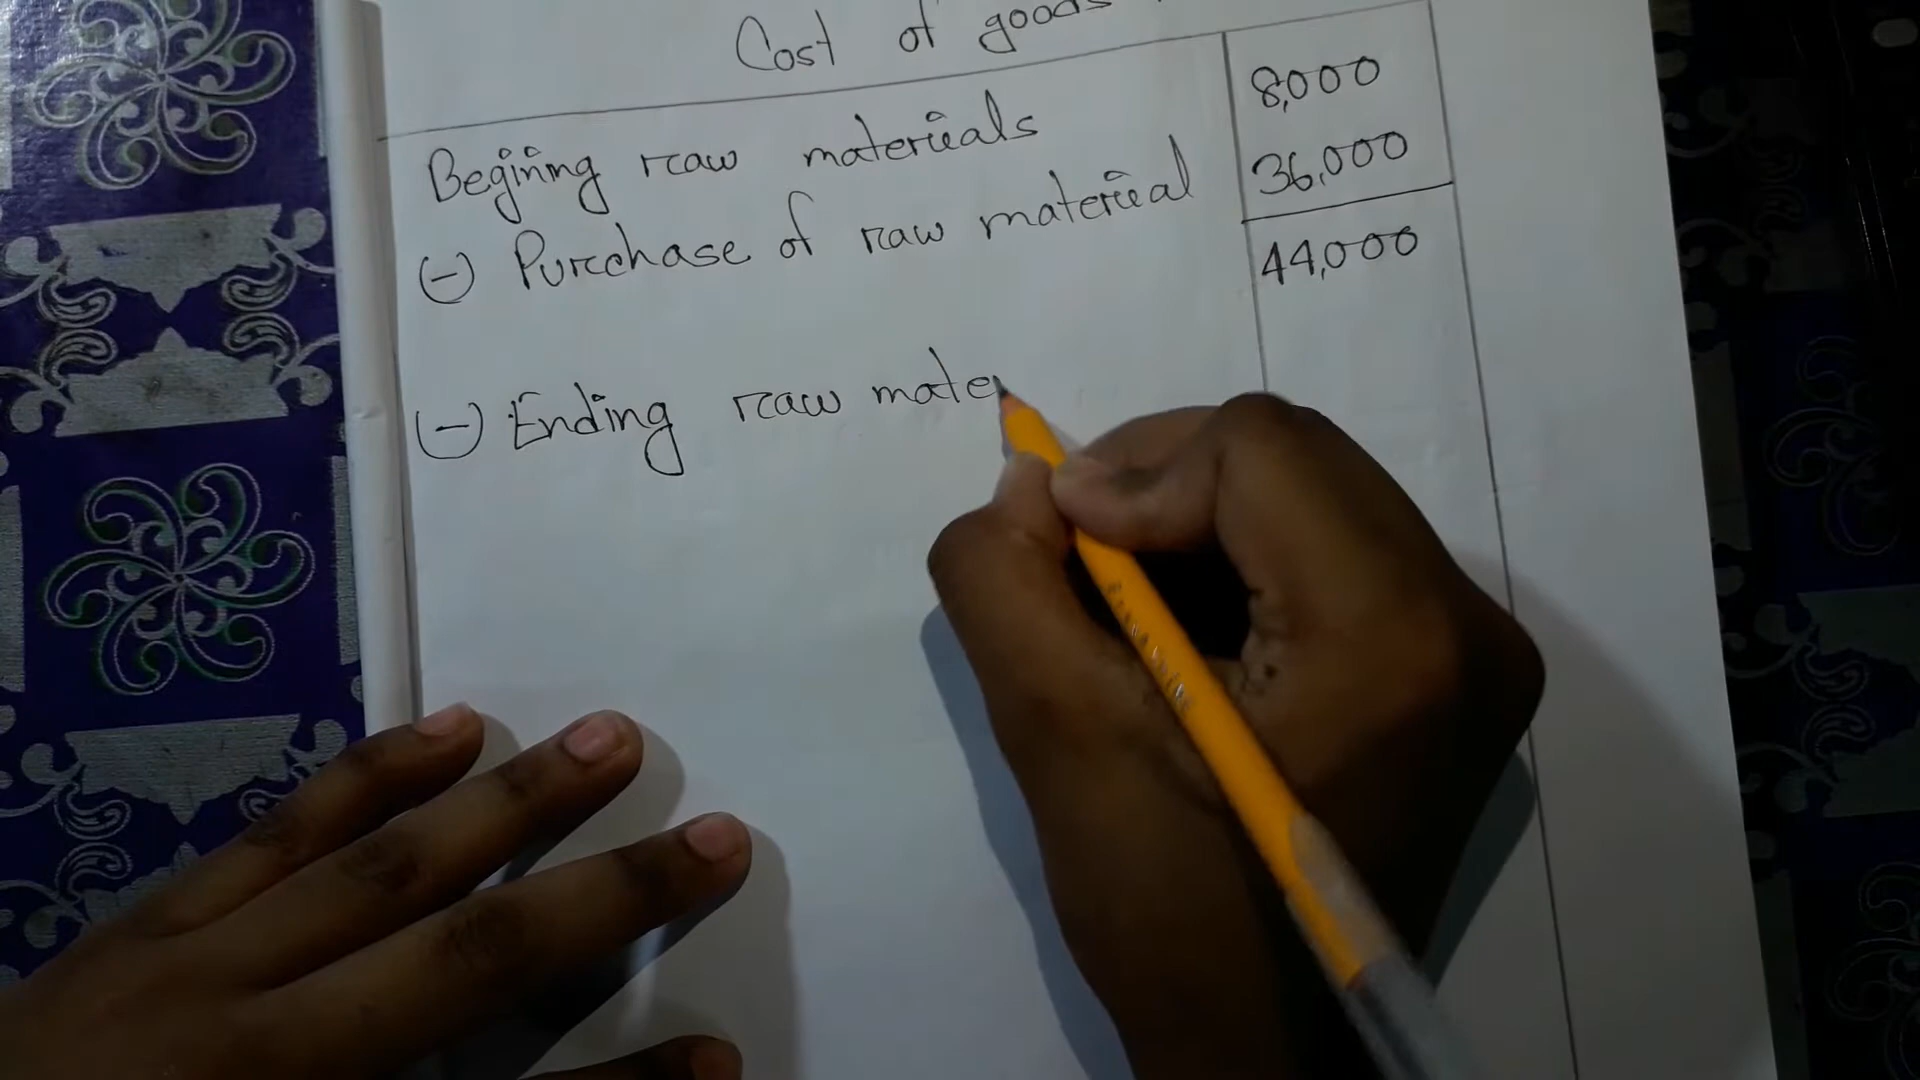 Cost of goods
Begining raw materials 8,000
(-) Purchase of raw material 36,000
44,000
(-) Ending raw mate